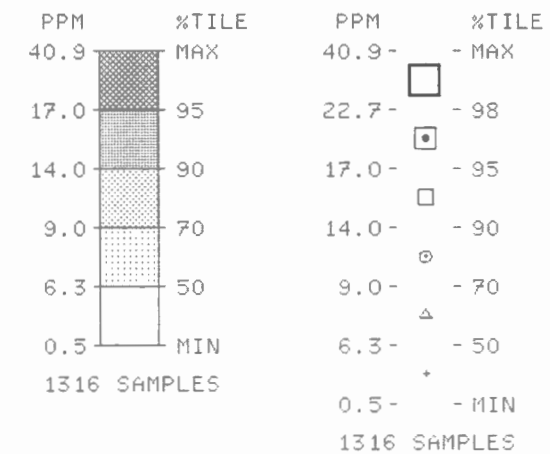 PPM %TILE
40.9 MAX
17.0 95
14.0 90
9.0 70
6.3 50
0.5 MIN
1316 SAMPLES
PPM %TILE
40.9- - MAX
22.7- - 98
17.0- - 95
14.0- - 90
9.0- - 70
6.3- - 50
0.5- - MIN
1316 SAMPLES